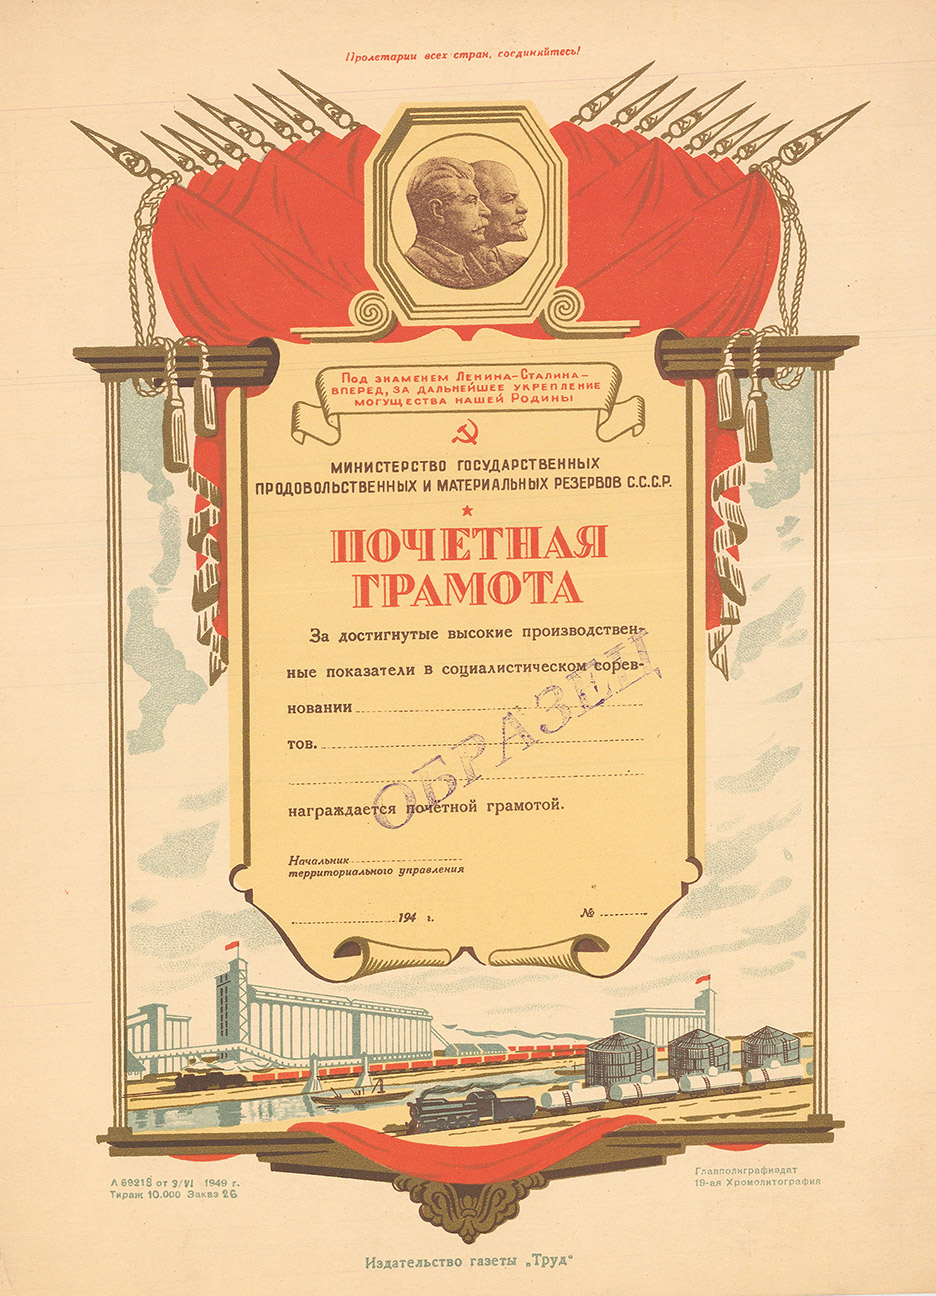 Пролетарии всех стран, соединяйтесь!
Под знаменем Ленина–Сталина–
вперед, за дальнейшее укрепление
могущества нашей Родины
МИНИСТЕРСТВО ГОСУДАРСТВЕННЫХ
ПРОДОВОЛЬСТВЕННЫХ И МАТЕРИАЛЬНЫХ РЕЗЕРВОВ С.С.С.Р.
ПОЧЕТНАЯ
ГРАМОТА
За достигнутые высокие производствен-
ные показатели в социалистическом сорев-
новании
тов.
награждается почетной грамотой.
ОБРАЗЕЦ
Начальник
территориального управления
194 г.
№
Л 69218 от 3/VI 1949 г.
Тираж 10.000 Заказ 26
Главполиграфиздат
19-ая Хромолитография
Издательство газеты „Труд"